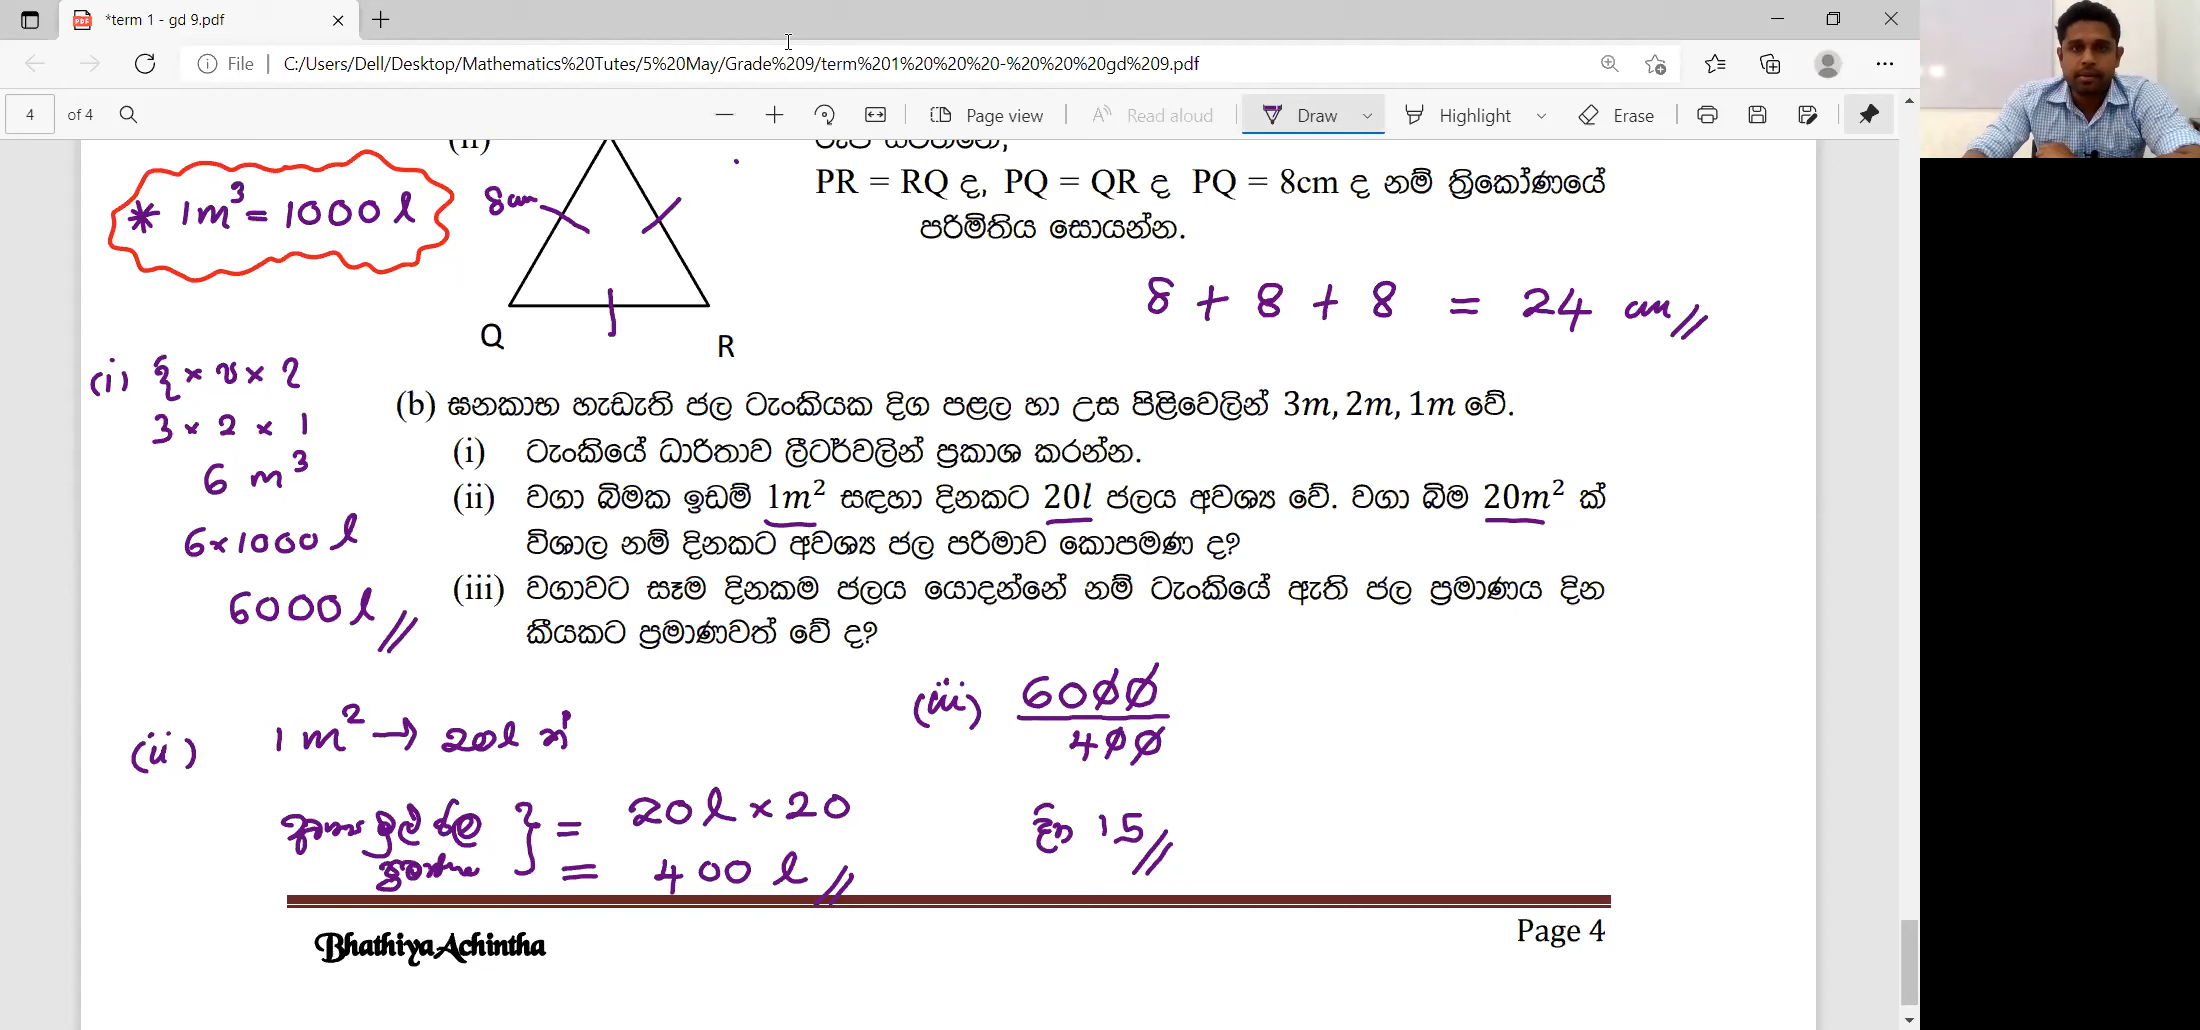 *term 1 - gd 9.pdf
File C:/Users/Dell/Desktop/Mathematics%20Tutes/5%20May/Grade%209/term%201%20%20%20-%20%20%20gd%209.pdf
4 of 4 Page view Read aloud Draw Highlight Erase
* 1m³ = 1000 l
8cm
PR = RQ ද, PQ = QR ද PQ = 8cm ද නම් ත්‍රිකෝණයේ
පරිමිතිය සොයන්න.
8 + 8 + 8 = 24 cm
Q
R
(b) ඝනකාභ හැඩැති ජල ටැංකියක දිග පළල හා උස පිළිවෙලින් 3m, 2m, 1m වේ.
(i) ටැංකියේ ධාරිතාව ලීටර්වලින් ප්‍රකාශ කරන්න.
(ii) වගා බිමක ඉඩම් 1m² සඳහා දිනකට 20l ජලය අවශ්‍ය වේ. වගා බිම 20m² ක්
විශාල නම් දිනකට අවශ්‍ය ජල පරිමාව කොපමණ ද?
(iii) වගාවට සෑම දිනකම ජලය යොදන්නේ නම් ටැංකියේ ඇති ජල ප්‍රමාණය දින
කීයකට ප්‍රමාණවත් වේ ද?
(i)
3 × 2 × 1
6 m³
6×1000 l
6000 l
(ii) 1 m² → 20l න්
මුල් ජල } = 20 l × 20
= 400 l
(iii) 6000
400
දින 15
BhathiyaAchintha
Page 4